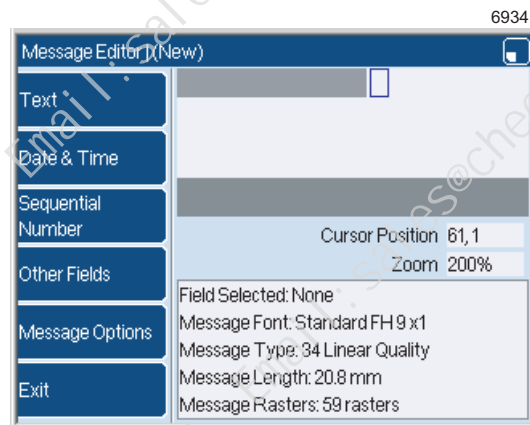 6934
Message Editor ] (New)
Text
Date & Time
Sequential
Number
Other Fields
Message Options
Exit
Cursor Position 61,1
Zoom 200%
Field Selected: None
Message Font: Standard FH 9 x1
Message Type: 34 Linear Quality
Message Length: 20.8 mm
Message Rasters: 59 rasters